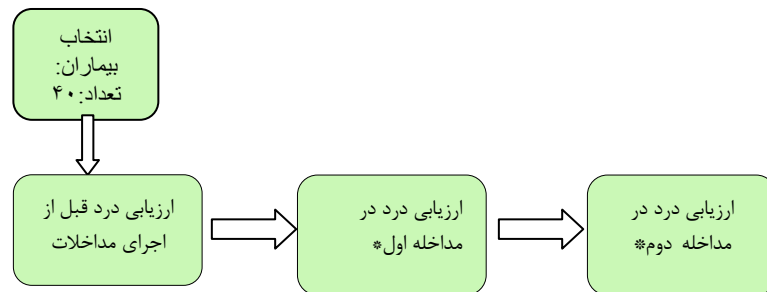 انتخاب
بیماران:
تعداد:۴۰
ارزیابی درد قبل از
اجرای مداخلات
ارزیابی درد در
مداخله اول*
ارزیابی درد در
مداخله دوم*